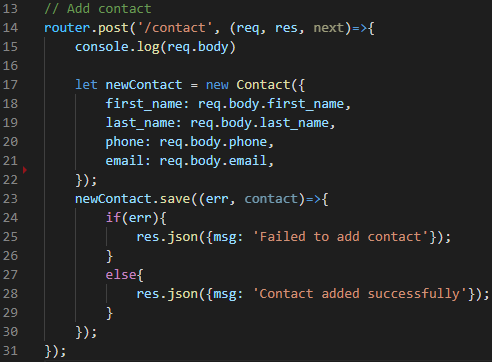 13 // Add contact
14 router.post('/contact', (req, res, next)=>{
15     console.log(req.body)
16
17     let newContact = new Contact({
18         first_name: req.body.first_name,
19         last_name: req.body.last_name,
20         phone: req.body.phone,
21         email: req.body.email,
22     });
23     newContact.save((err, contact)=>{
24         if(err){
25             res.json({msg: 'Failed to add contact'});
26         }
27         else{
28             res.json({msg: 'Contact added successfully'});
29         }
30     });
31 });